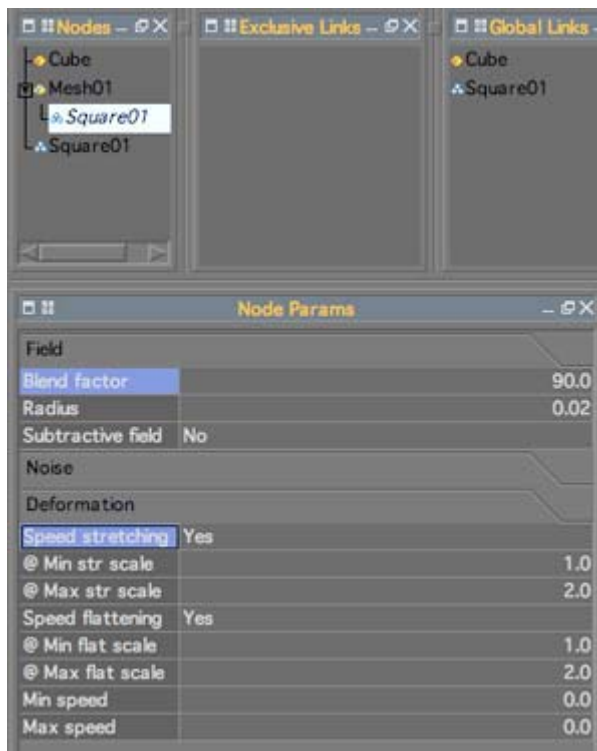 Nodes
Exclusive Links
Global Links
Cube
Mesh01
Square01
Square01
Cube
Square01
Node Params
Field
Blend factor 90.0
Radius 0.02
Subtractive field No
Noise
Deformation
Speed stretching Yes
@ Min str scale 1.0
@ Max str scale 2.0
Speed flattening Yes
@ Min flat scale 1.0
@ Max flat scale 2.0
Min speed 0.0
Max speed 0.0